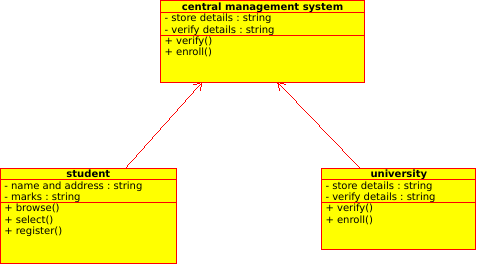 central management system
- store details : string
- verify details : string
+ verify()
+ enroll()
student
- name and address : string
- marks : string
+ browse()
+ select()
+ register()
university
- store details : string
- verify details : string
+ verify()
+ enroll()